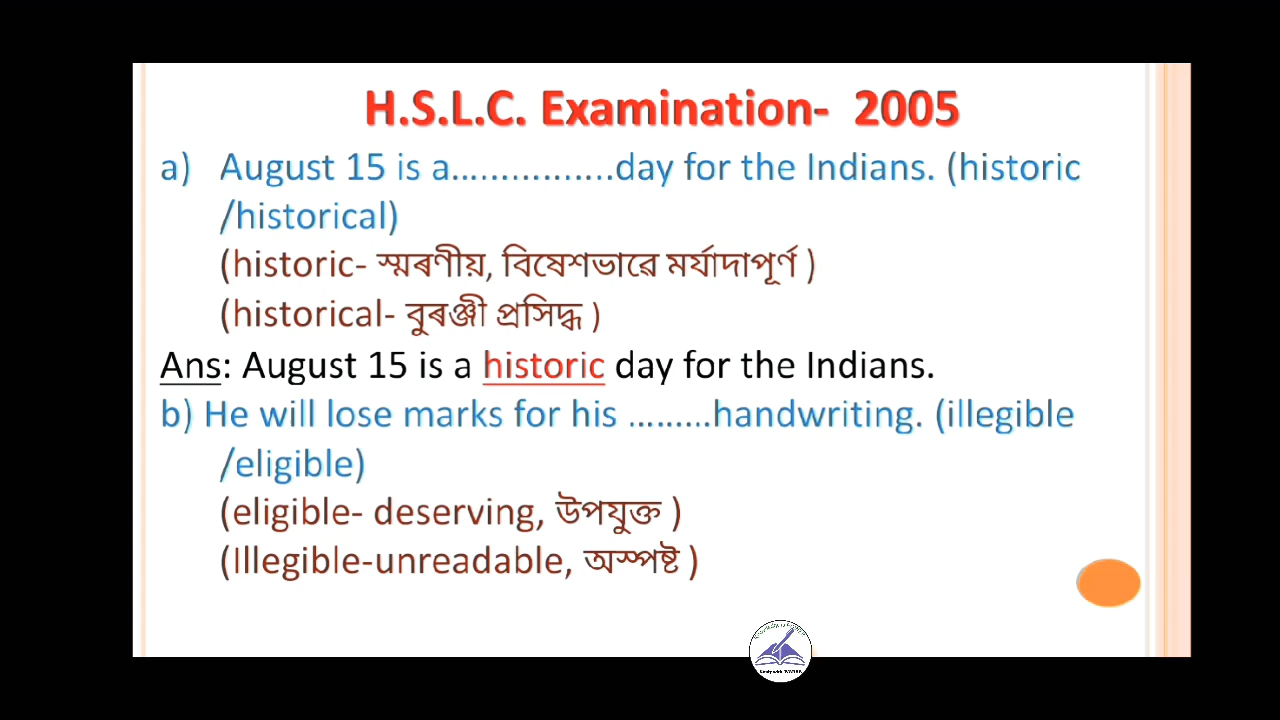 H.S.L.C. Examination- 2005
a) August 15 is a................day for the Indians. (historic
/historical)
(historic- স্মৰণীয়, বিষেশভাৱে মৰ্যাদাপূৰ্ণ )
(historical- বুৰঞ্জী প্ৰসিদ্ধ )
Ans: August 15 is a historic day for the Indians.
b) He will lose marks for his .........handwriting. (illegible
/eligible)
(eligible- deserving, উপযুক্ত )
(Illegible-unreadable, অস্পষ্ট )